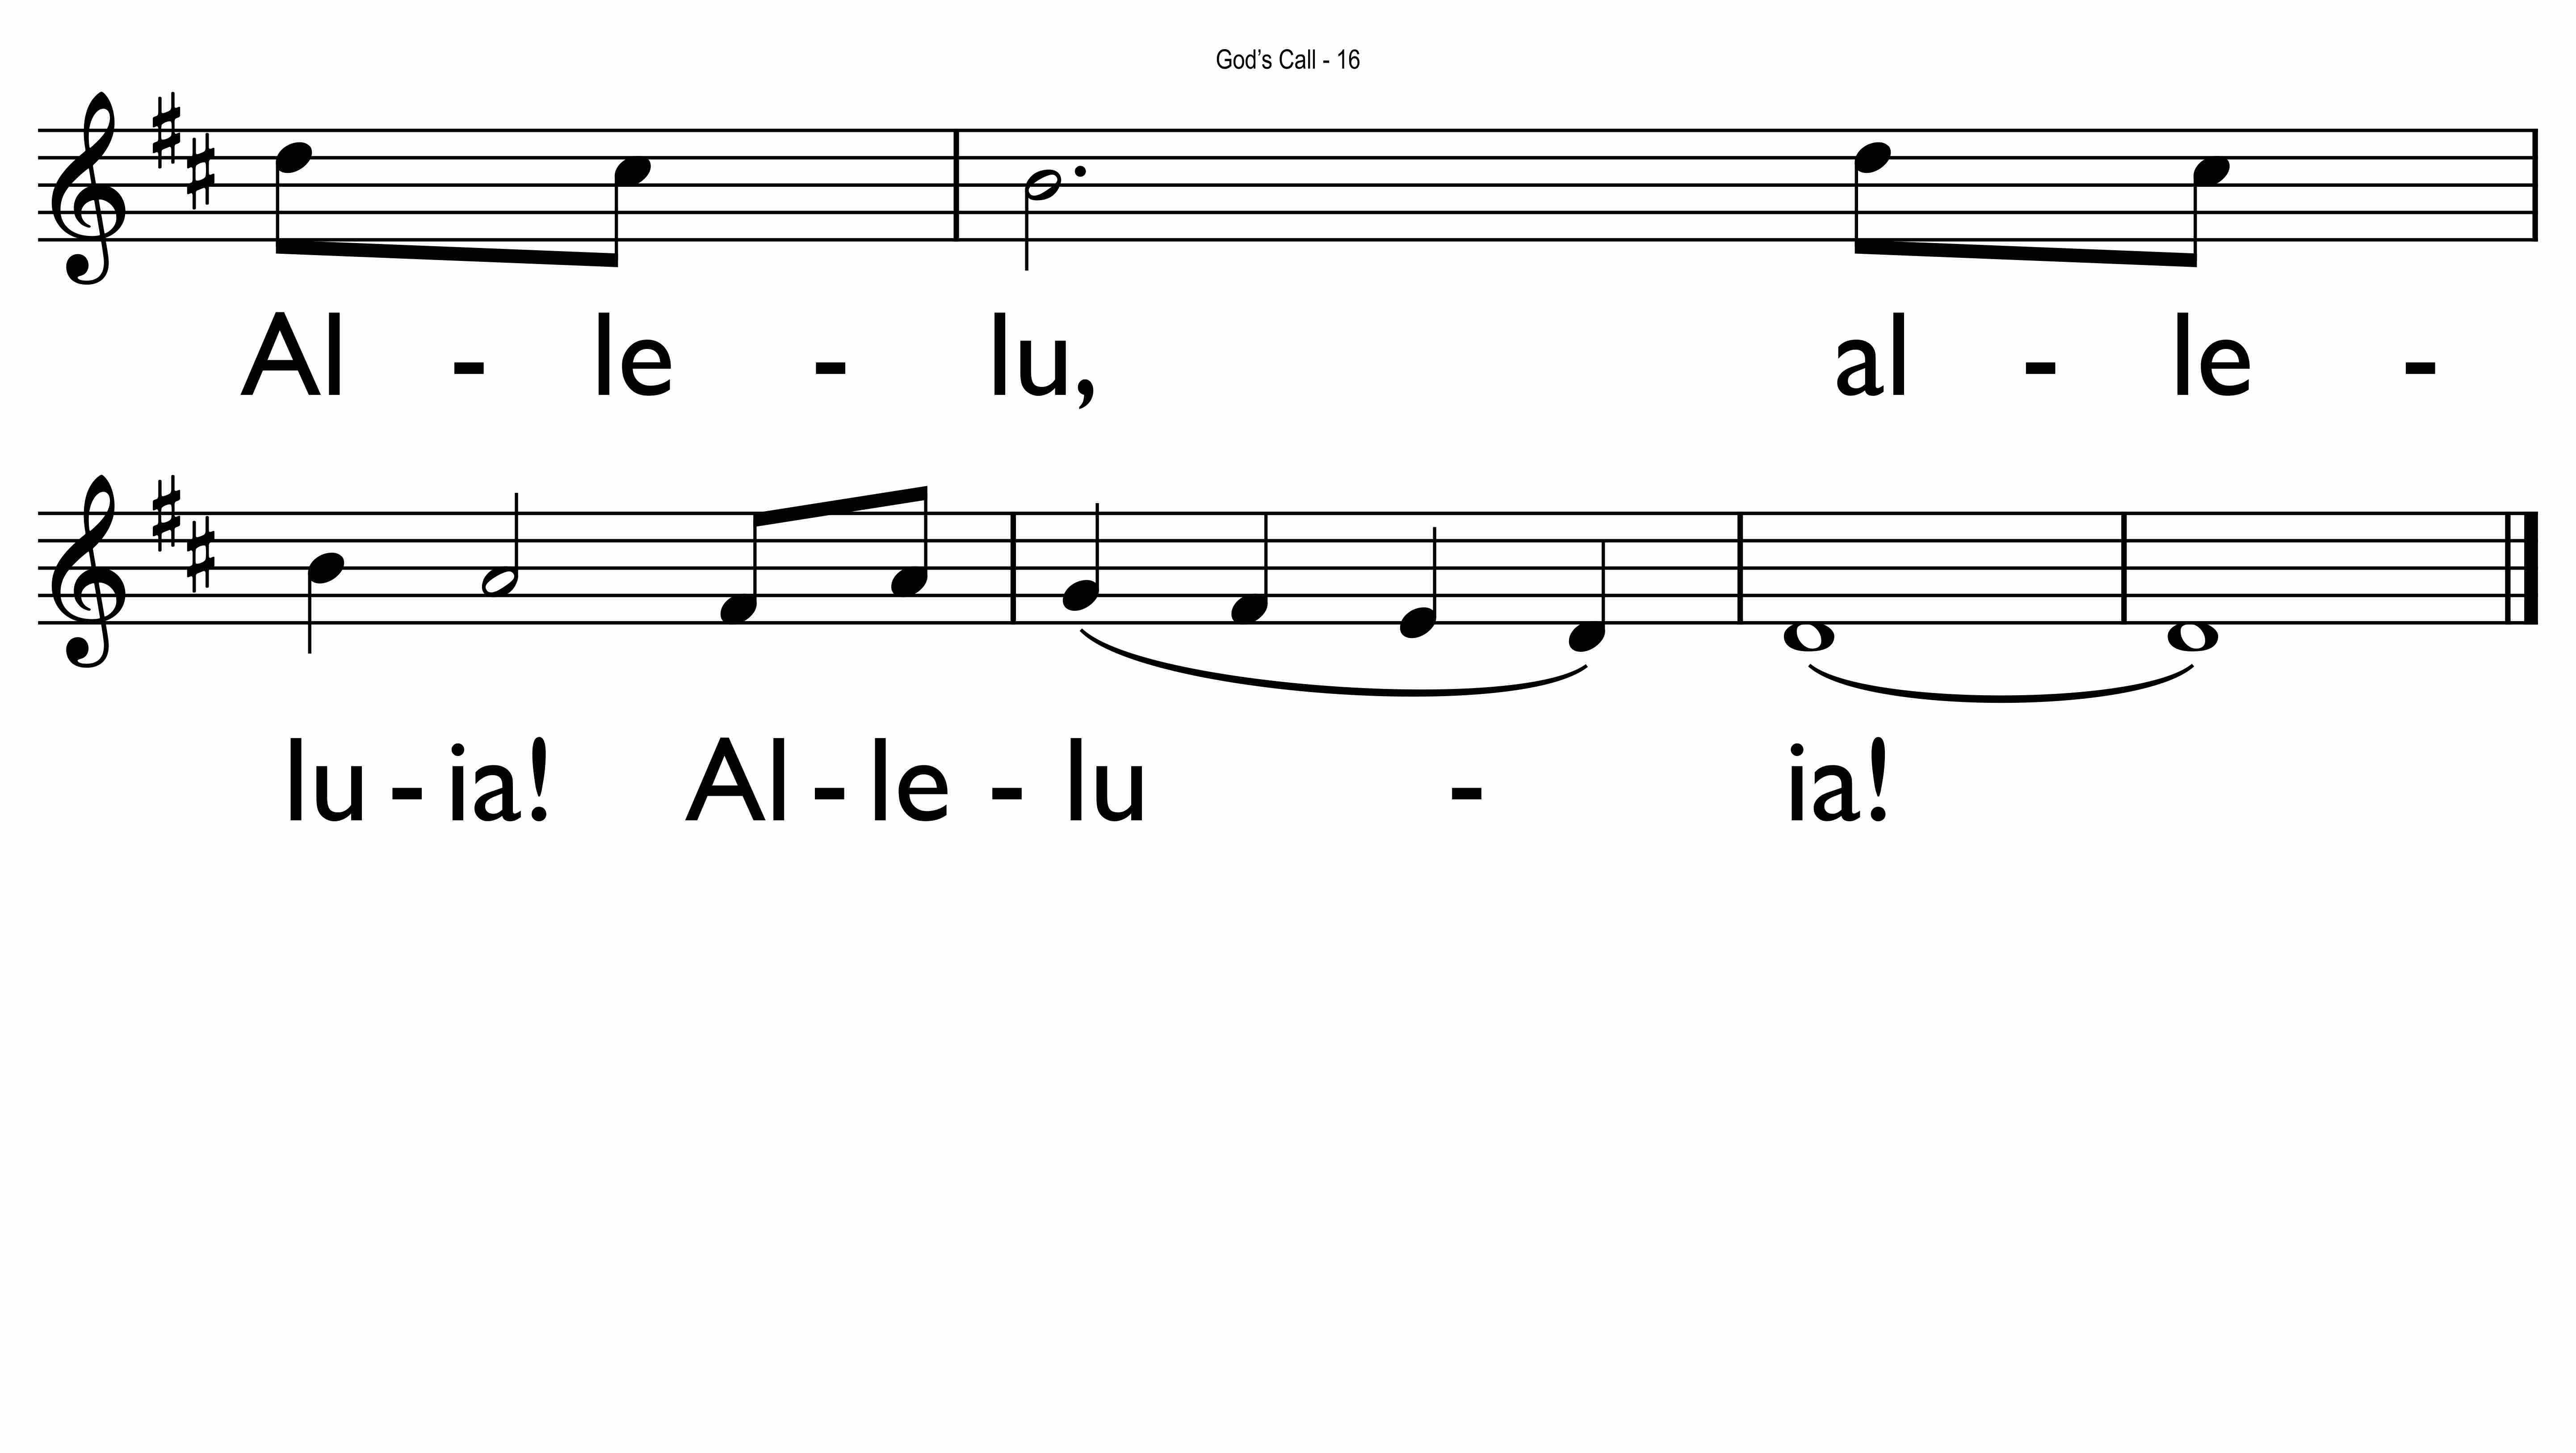 God’s Call - 16
Al - le - lu, al - le -
lu - ia! Al - le - lu - ia!